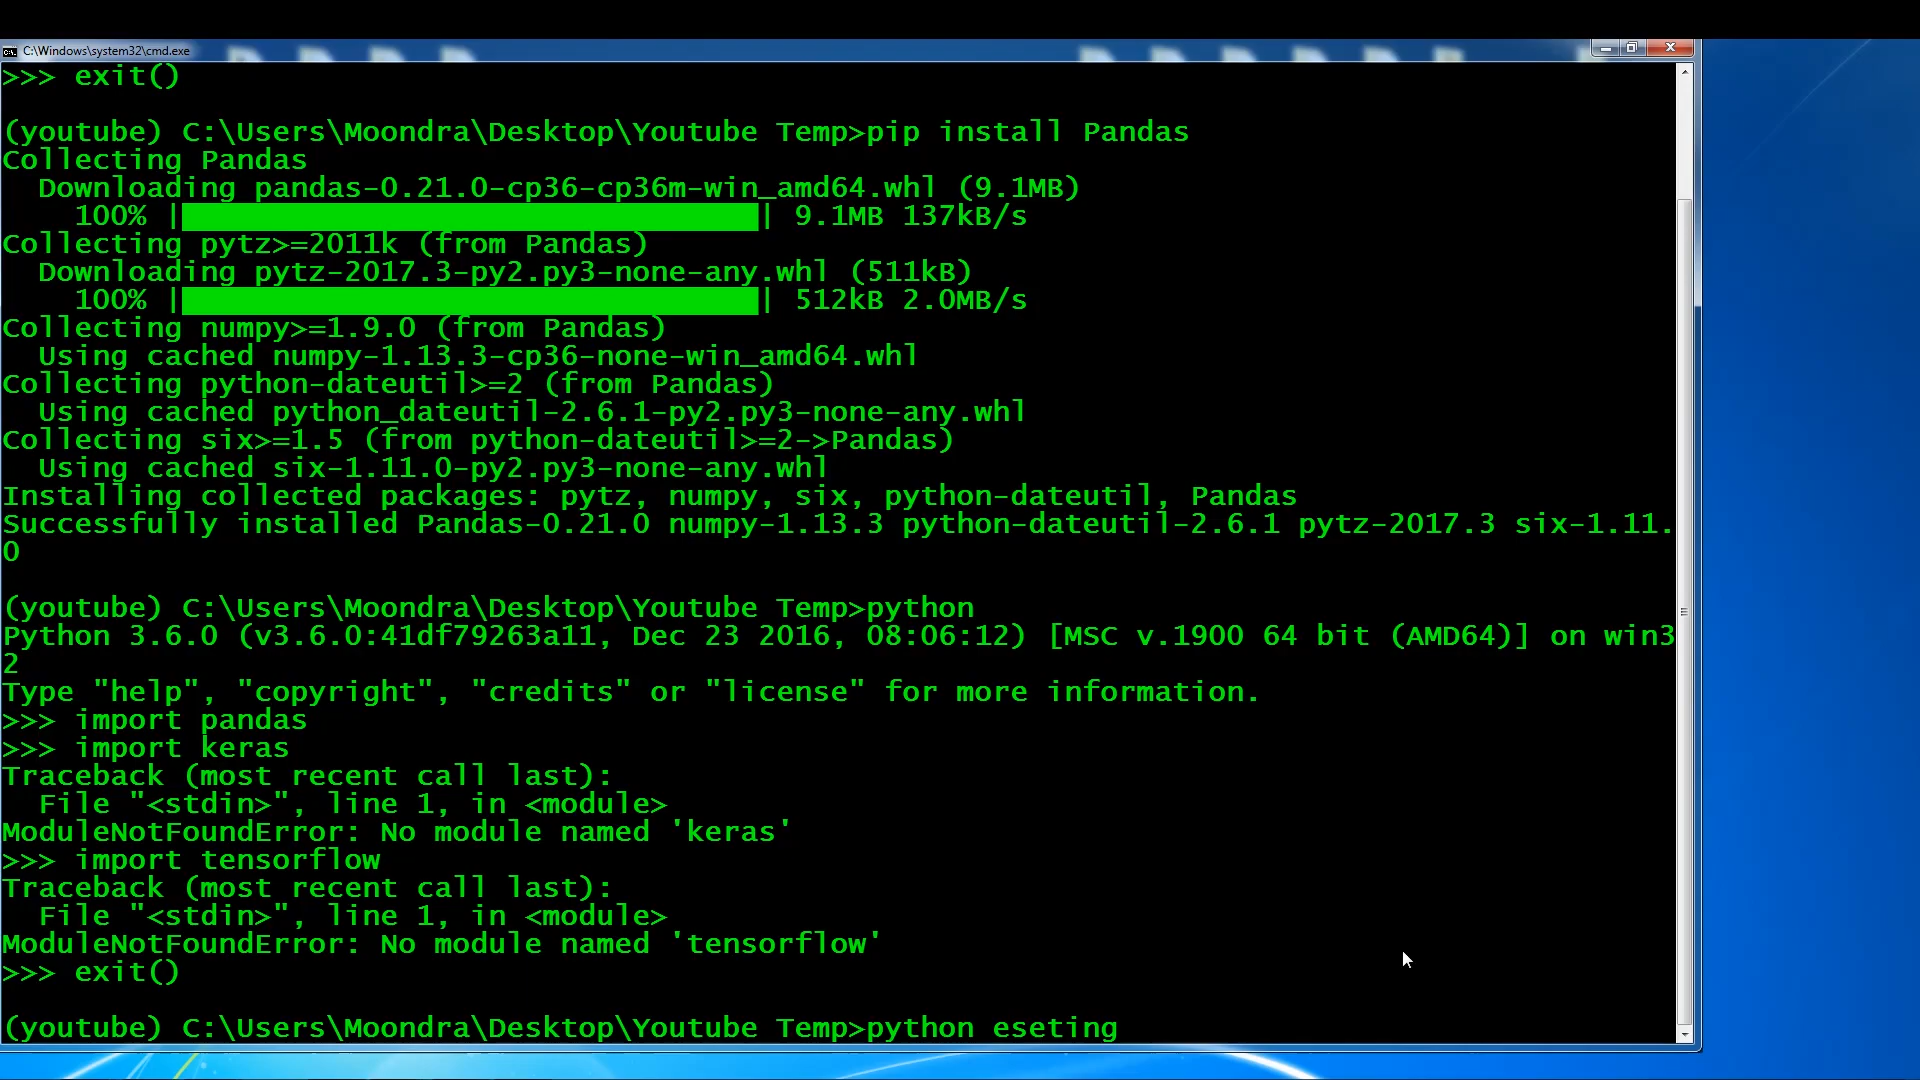 C:\Windows\system32\cmd.exe
>>> exit()
(youtube) C:\Users\Moondra\Desktop\Youtube Temp>pip install Pandas
Collecting Pandas
  Downloading pandas-0.21.0-cp36-cp36m-win_amd64.whl (9.1MB)
    100% |████████████████████████████████| 9.1MB 137kB/s
Collecting pytz>=2011k (from Pandas)
  Downloading pytz-2017.3-py2.py3-none-any.whl (511kB)
    100% |████████████████████████████████| 512kB 2.0MB/s
Collecting numpy>=1.9.0 (from Pandas)
  Using cached numpy-1.13.3-cp36-none-win_amd64.whl
Collecting python-dateutil>=2 (from Pandas)
  Using cached python_dateutil-2.6.1-py2.py3-none-any.whl
Collecting six>=1.5 (from python-dateutil>=2->Pandas)
  Using cached six-1.11.0-py2.py3-none-any.whl
Installing collected packages: pytz, numpy, six, python-dateutil, Pandas
Successfully installed Pandas-0.21.0 numpy-1.13.3 python-dateutil-2.6.1 pytz-2017.3 six-1.11.
0
(youtube) C:\Users\Moondra\Desktop\Youtube Temp>python
Python 3.6.0 (v3.6.0:41df79263a11, Dec 23 2016, 08:06:12) [MSC v.1900 64 bit (AMD64)] on win3
2
Type "help", "copyright", "credits" or "license" for more information.
>>> import pandas
>>> import keras
Traceback (most recent call last):
  File "<stdin>", line 1, in <module>
ModuleNotFoundError: No module named 'keras'
>>> import tensorflow
Traceback (most recent call last):
  File "<stdin>", line 1, in <module>
ModuleNotFoundError: No module named 'tensorflow'
>>> exit()
(youtube) C:\Users\Moondra\Desktop\Youtube Temp>python eseting